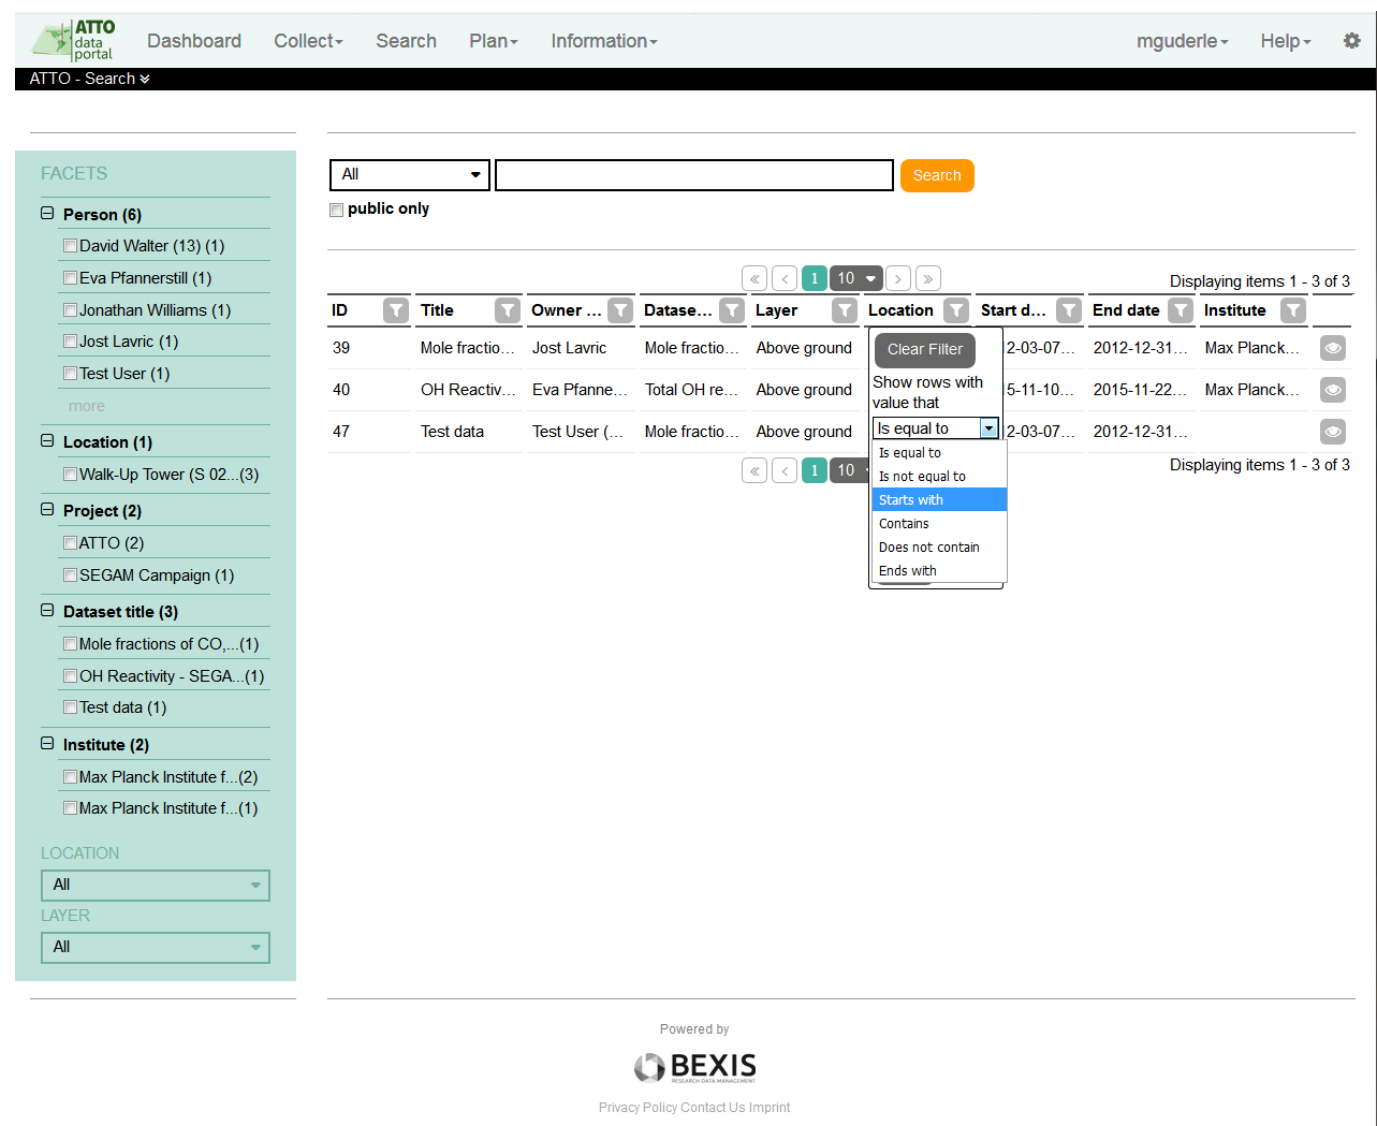 ATTO
data
portal
Dashboard Collect Search Plan Information mguderle Help
ATTO - Search
FACETS
Person (6)
David Walter (13) (1)
Eva Pfannerstill (1)
Jonathan Williams (1)
Jost Lavric (1)
Test User (1)
more
Location (1)
Walk-Up Tower (S 02...(3)
Project (2)
ATTO (2)
SEGAM Campaign (1)
Dataset title (3)
Mole fractions of CO,...(1)
OH Reactivity - SEGA...(1)
Test data (1)
Institute (2)
Max Planck Institute f...(2)
Max Planck Institute f...(1)
LOCATION
All
LAYER
All
All Search
public only
1 10 Displaying items 1 - 3 of 3
ID Title Owner ... Datase... Layer Location Start d... End date Institute
39 Mole fractio... Jost Lavric Mole fractio... Above ground 12-03-07... 2012-12-31... Max Planck...
40 OH Reactiv... Eva Pfanne... Total OH re... Above ground 5-11-10... 2015-11-22... Max Planck...
47 Test data Test User (... Mole fractio... Above ground 2-03-07... 2012-12-31...
1 10 Displaying items 1 - 3 of 3
Clear Filter
Show rows with
value that
Is equal to
Is equal to
Is not equal to
Starts with
Contains
Does not contain
Ends with
Powered by
BEXIS
RESEARCH DATA MANAGEMENT
Privacy Policy Contact Us Imprint